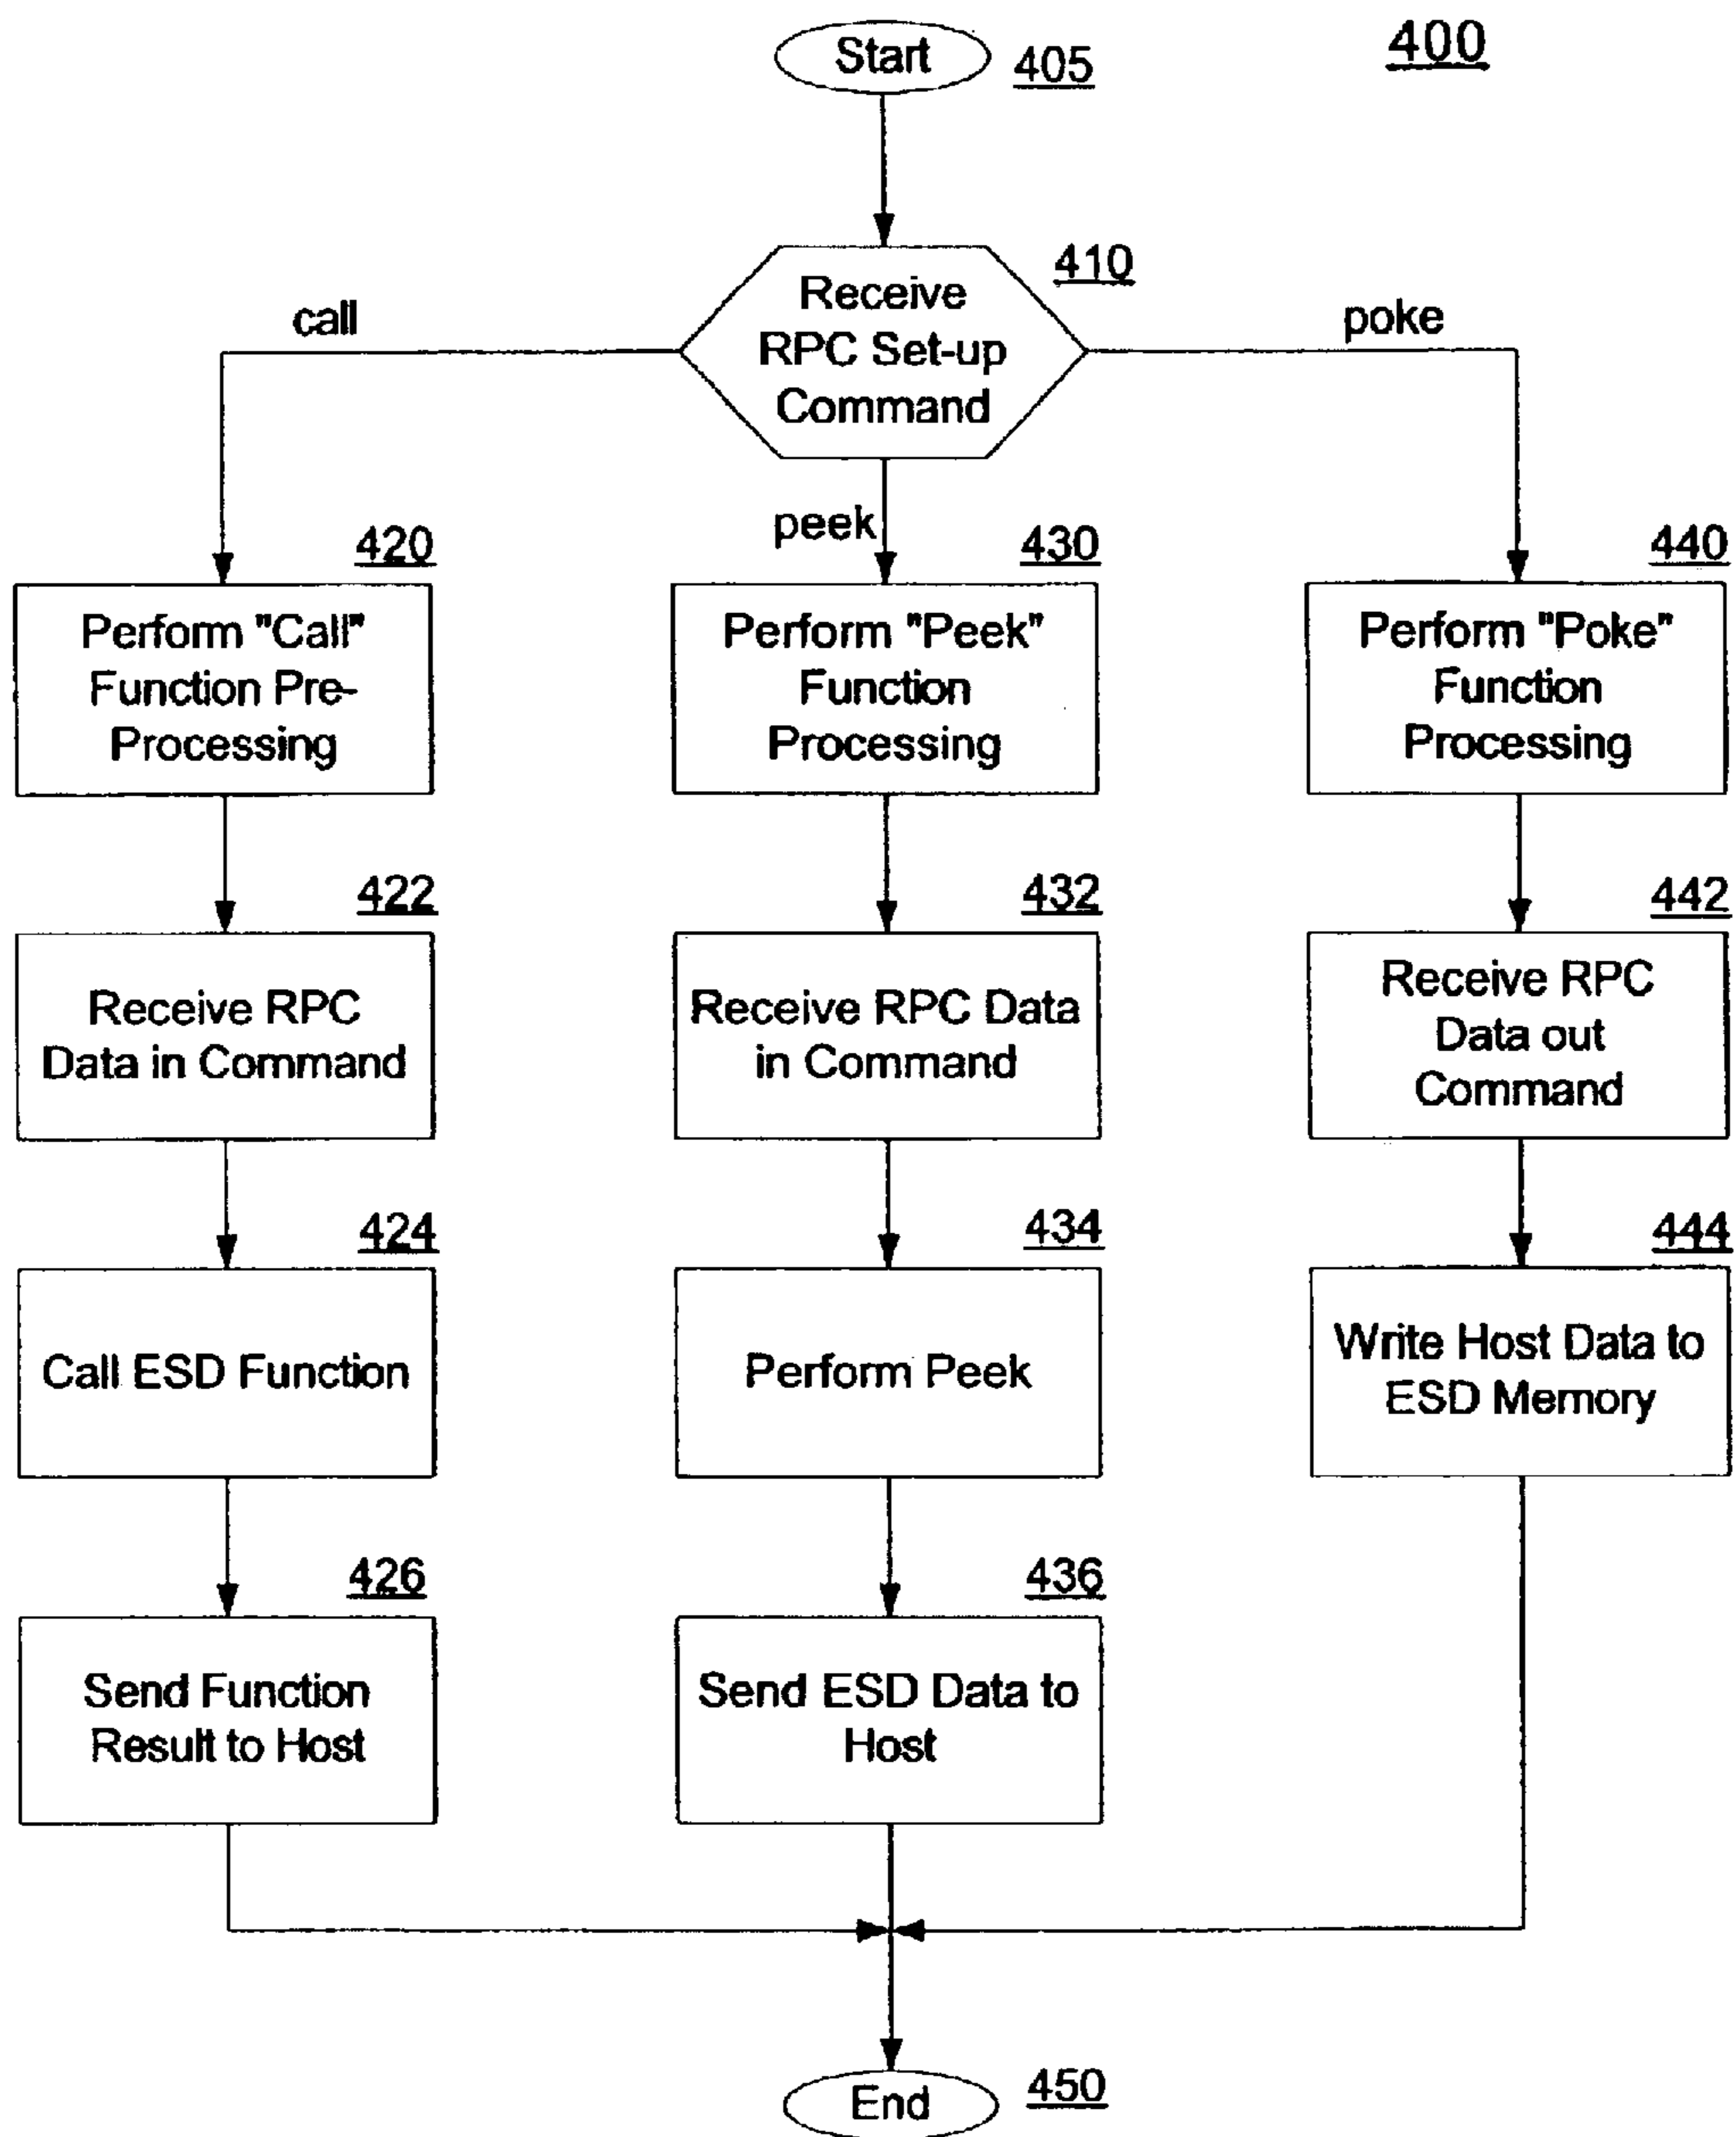 Start
405
400
Receive
RPC Set-up
Command
410
call
peek
poke
420
Perform "Call"
Function Pre-
Processing
430
Perform "Peek"
Function
Processing
440
Perform "Poke"
Function
Processing
422
Receive RPC
Data in Command
432
Receive RPC Data
in Command
442
Receive RPC
Data out
Command
424
Call ESD Function
434
Perform Peek
444
Write Host Data to
ESD Memory
426
Send Function
Result to Host
436
Send ESD Data to
Host
End
450